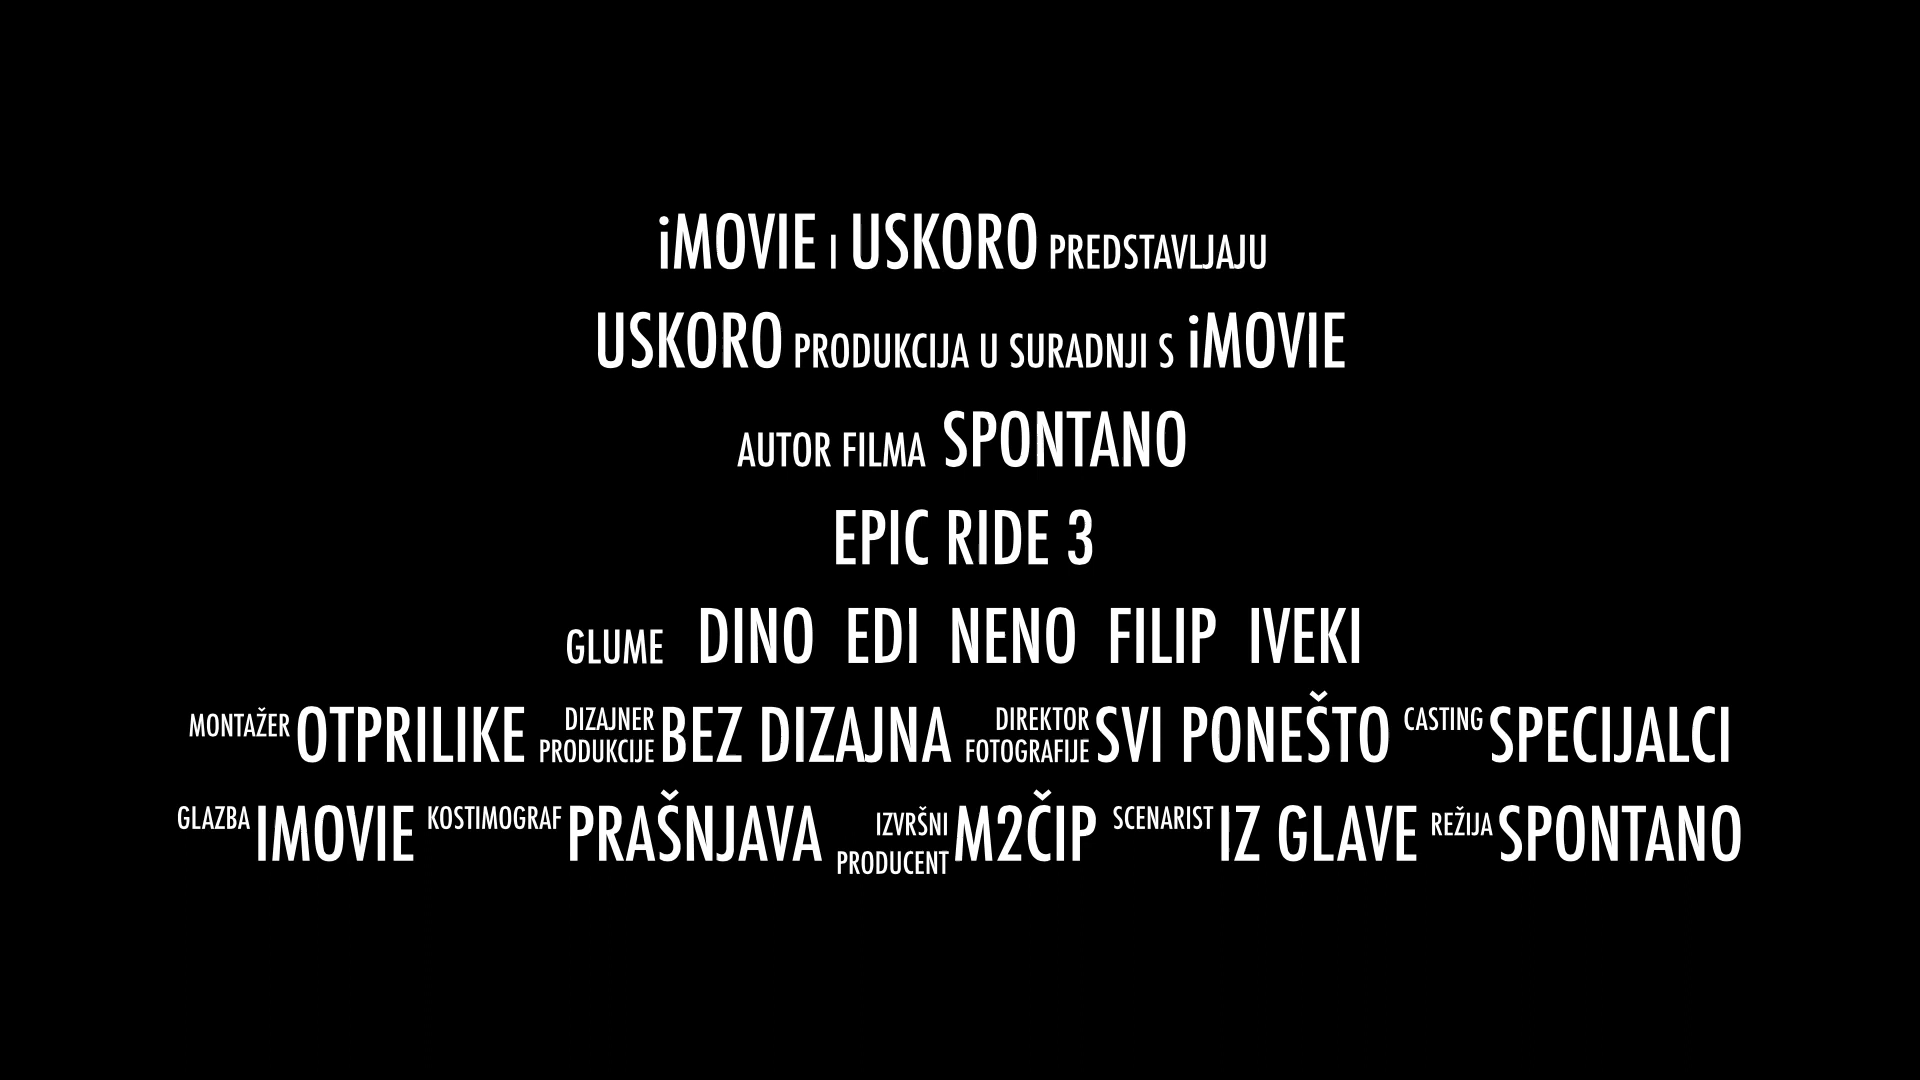 iMOVIE I USKORO PREDSTAVLJAJU
USKORO PRODUKCIJA U SURADNJI S iMOVIE
AUTOR FILMA SPONTANO
EPIC RIDE 3
GLUME DINO EDI NENO FILIP IVEKI
MONTAŽER OTPRILIKE DIZAJNER PRODUKCIJE BEZ DIZAJNA DIREKTOR FOTOGRAFIJE SVI PONEŠTO CASTING SPECIJALCI
GLAZBA IMOVIE KOSTIMOGRAF PRAŠNJAVA IZVRŠNI PRODUCENT M2ČIP SCENARIST IZ GLAVE REŽIJA SPONTANO